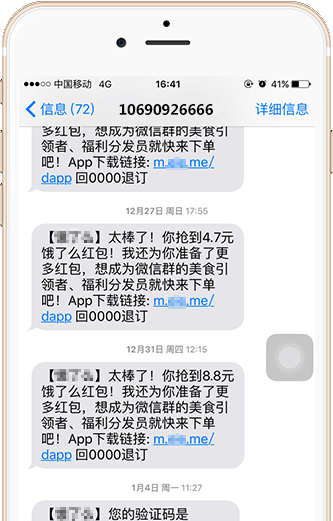 中国移动 4G 16:41 41%
信息 (72) 10690926666 详细信息
多红包，想成为微信群的美食引
领者、福利分发员就快来下单
吧！App下载链接: m. .me/
dapp 回0000退订
12月27日 周日 17:55
【 】太棒了！你抢到4.7元
饿了么红包！我还为你准备了更
多红包，想成为微信群的美食引
领者、福利分发员就快来下单
吧！App下载链接: m. .me/
dapp 回0000退订
12月31日 周四 12:15
【 】太棒了！你抢到8.8元
饿了么红包！我还为你准备了更
多红包，想成为微信群的美食引
领者、福利分发员就快来下单
吧！App下载链接: m. .me/
dapp 回0000退订
1月4日 周一 11:27
【 】您的验证码是